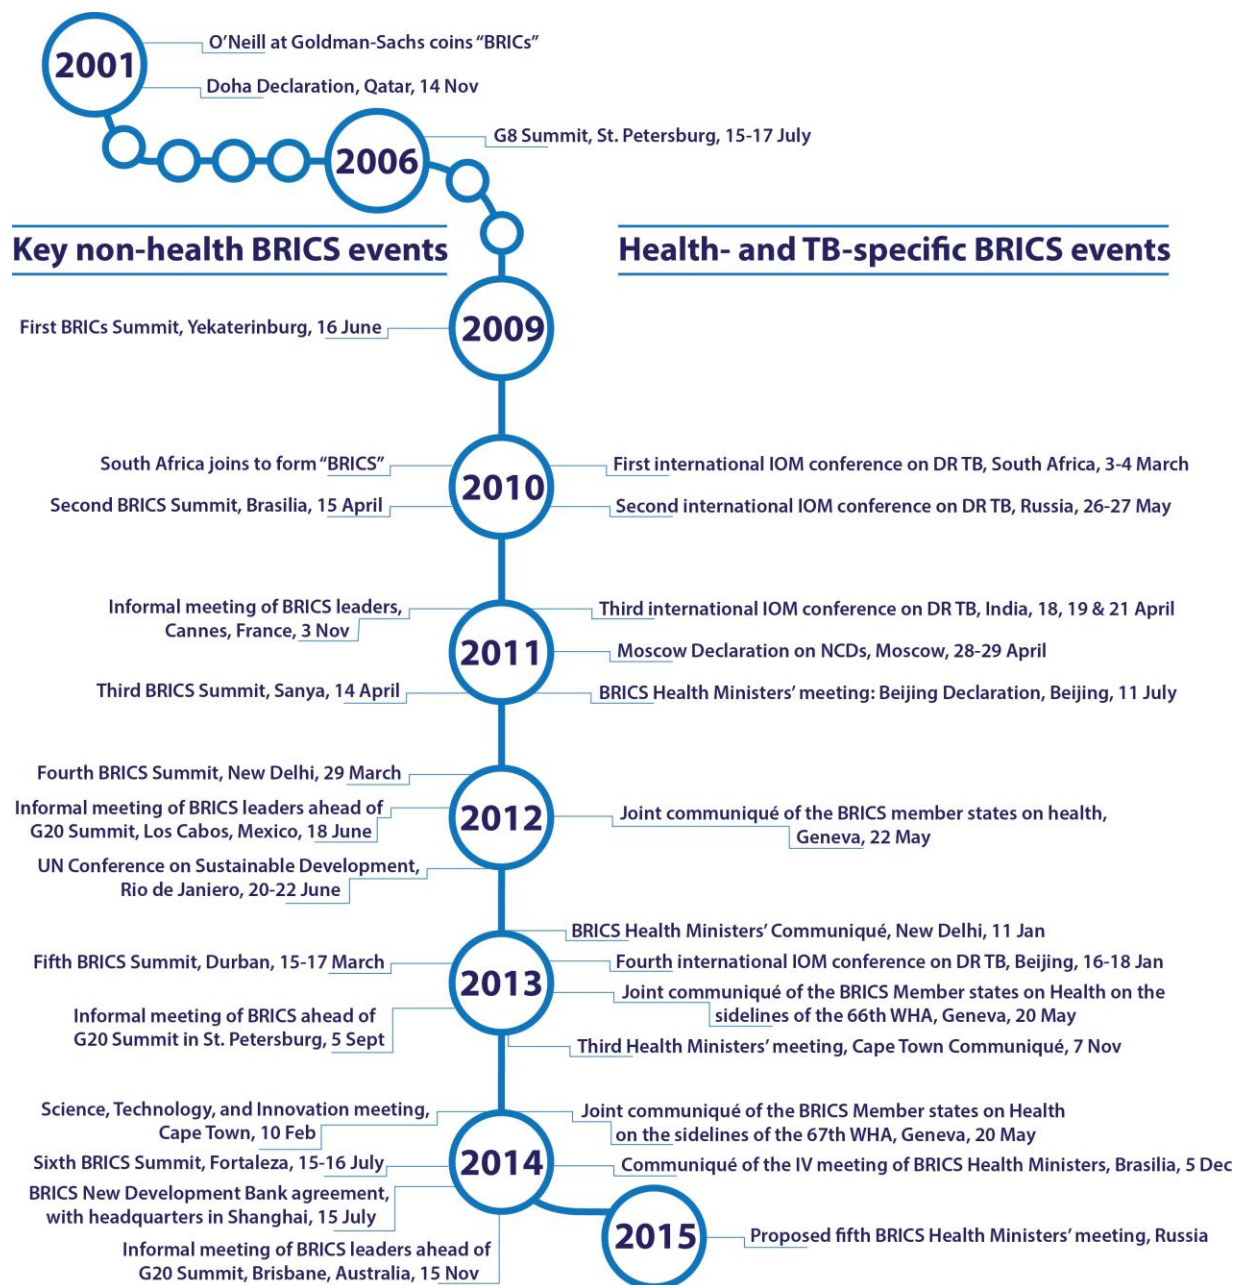 2001
O'Neill at Goldman-Sachs coins “BRICs”
Doha Declaration, Qatar, 14 Nov
2006
G8 Summit, St. Petersburg, 15-17 July
Key non-health BRICS events
Health- and TB-specific BRICS events
2009
First BRICs Summit, Yekaterinburg, 16 June
2010
South Africa joins to form “BRICS”
Second BRICS Summit, Brasilia, 15 April
First international IOM conference on DR TB, South Africa, 3-4 March
Second international IOM conference on DR TB, Russia, 26-27 May
2011
Informal meeting of BRICS leaders,
Cannes, France, 3 Nov
Third BRICS Summit, Sanya, 14 April
Third international IOM conference on DR TB, India, 18, 19 & 21 April
Moscow Declaration on NCDs, Moscow, 28-29 April
BRICS Health Ministers’ meeting: Beijing Declaration, Beijing, 11 July
2012
Fourth BRICS Summit, New Delhi, 29 March
Informal meeting of BRICS leaders ahead of
G20 Summit, Los Cabos, Mexico, 18 June
UN Conference on Sustainable Development,
Rio de Janiero, 20-22 June
Joint communiqué of the BRICS member states on health,
Geneva, 22 May
2013
Fifth BRICS Summit, Durban, 15-17 March
Informal meeting of BRICS ahead of
G20 Summit in St. Petersburg, 5 Sept
BRICS Health Ministers’ Communiqué, New Delhi, 11 Jan
Fourth international IOM conference on DR TB, Beijing, 16-18 Jan
Joint communiqué of the BRICS Member states on Health on the
sidelines of the 66th WHA, Geneva, 20 May
Third Health Ministers’ meeting, Cape Town Communiqué, 7 Nov
2014
Science, Technology, and Innovation meeting,
Cape Town, 10 Feb
Sixth BRICS Summit, Fortaleza, 15-16 July
BRICS New Development Bank agreement,
with headquarters in Shanghai, 15 July
Informal meeting of BRICS leaders ahead of
G20 Summit, Brisbane, Australia, 15 Nov
Joint communiqué of the BRICS Member states on Health
on the sidelines of the 67th WHA, Geneva, 20 May
Communiqué of the IV meeting of BRICS Health Ministers, Brasilia, 5 Dec
2015
Proposed fifth BRICS Health Ministers’ meeting, Russia